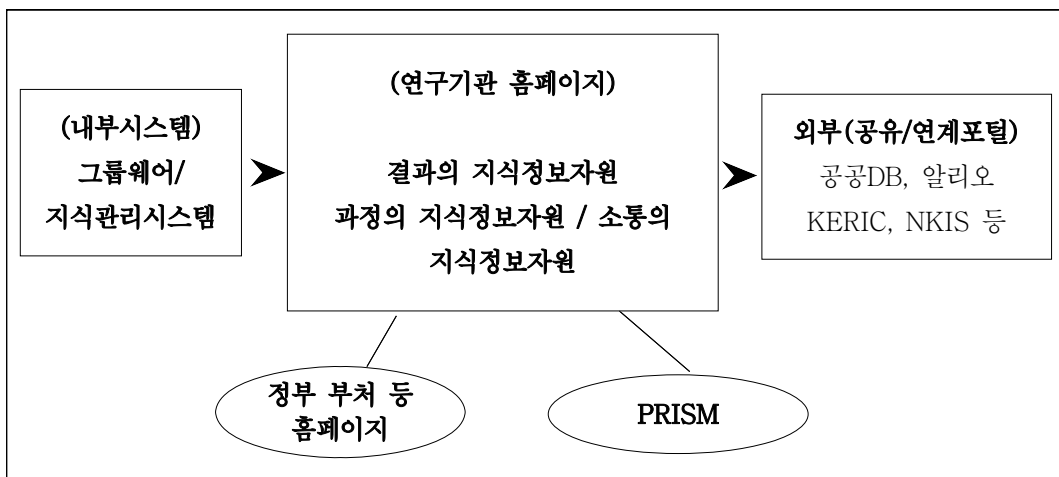 (내부시스템)
그룹웨어/
지식관리시스템
(연구기관 홈페이지)
결과의 지식정보자원
과정의 지식정보자원 / 소통의
지식정보자원
외부(공유/연계포털)
공공DB, 알리오
KERIC, NKIS 등
정부 부처 등
홈페이지
PRISM